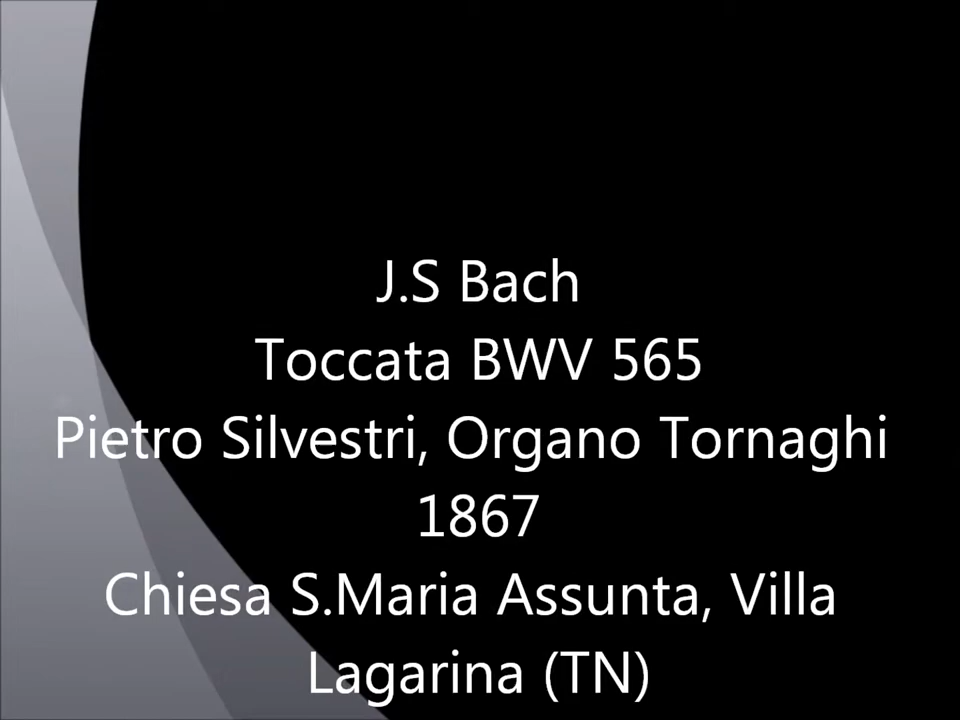 J.S Bach
Toccata BWV 565
Pietro Silvestri, Organo Tornaghi
1867
Chiesa S.Maria Assunta, Villa
Lagarina (TN)